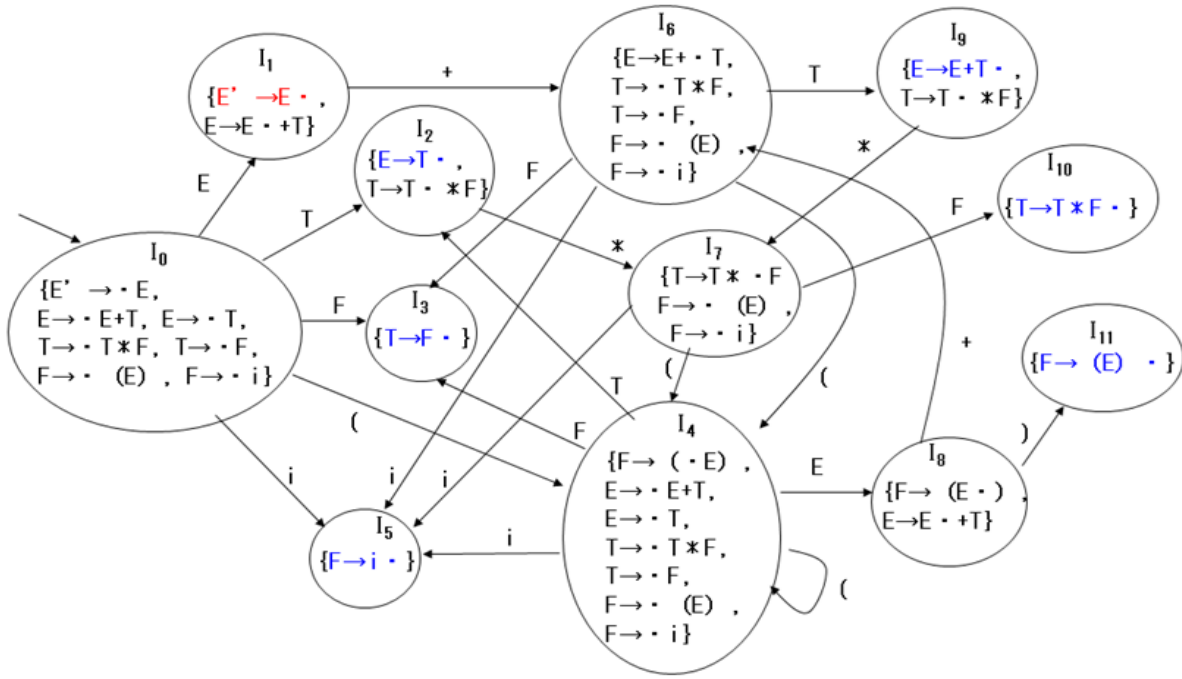 I₀
{E' →・E,
E→・E+T, E→・T,
T→・T*F, T→・F,
F→・ (E) , F→・i}
E
I₁
{E' →E・,
E→E・+T}
T
I₂
{E→T・,
T→T・*F}
F
I₃
{T→F・}
(
i
+
I₆
{E→E+・T,
T→・T*F,
T→・F,
F→・ (E) ,
F→・i}
T
I₉
{E→E+T・,
T→T・*F}
*
F
i
(
*
I₇
{T→T*・F
F→・ (E) ,
F→・i}
F
I₁₀
{T→T*F・}
(
i
I₄
{F→ (・E) ,
E→・E+T,
E→・T,
T→・T*F,
T→・F,
F→・ (E) ,
F→・i}
T
F
i
(
E
I₈
{F→ (E・) ,
E→E・+T}
+
)
I₁₁
{F→ (E) ・}
I₅
{F→i・}